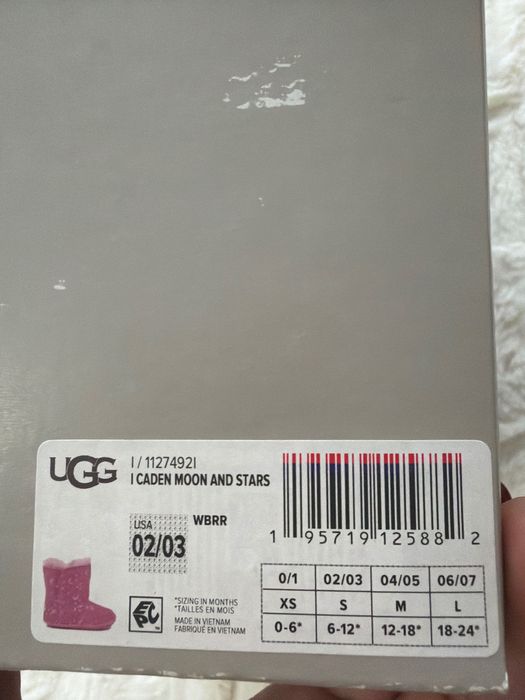 UGG
I / 1127492I
I CADEN MOON AND STARS
USA
02/03
WBRR
1 95719 12588 2
*SIZING IN MONTHS
*TAILLES EN MOIS
MADE IN VIETNAM
FABRIQUÉ EN VIETNAM
0/1 02/03 04/05 06/07
XS S M L
0-6* 6-12* 12-18* 18-24*